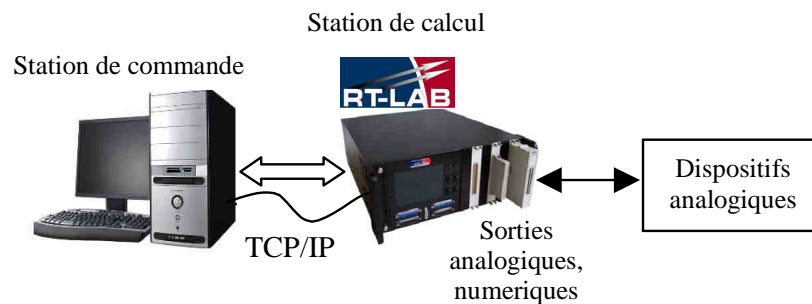 Station de calcul
Station de commande
RT-LAB
TCP/IP
Sorties
analogiques,
numeriques
Dispositifs
analogiques